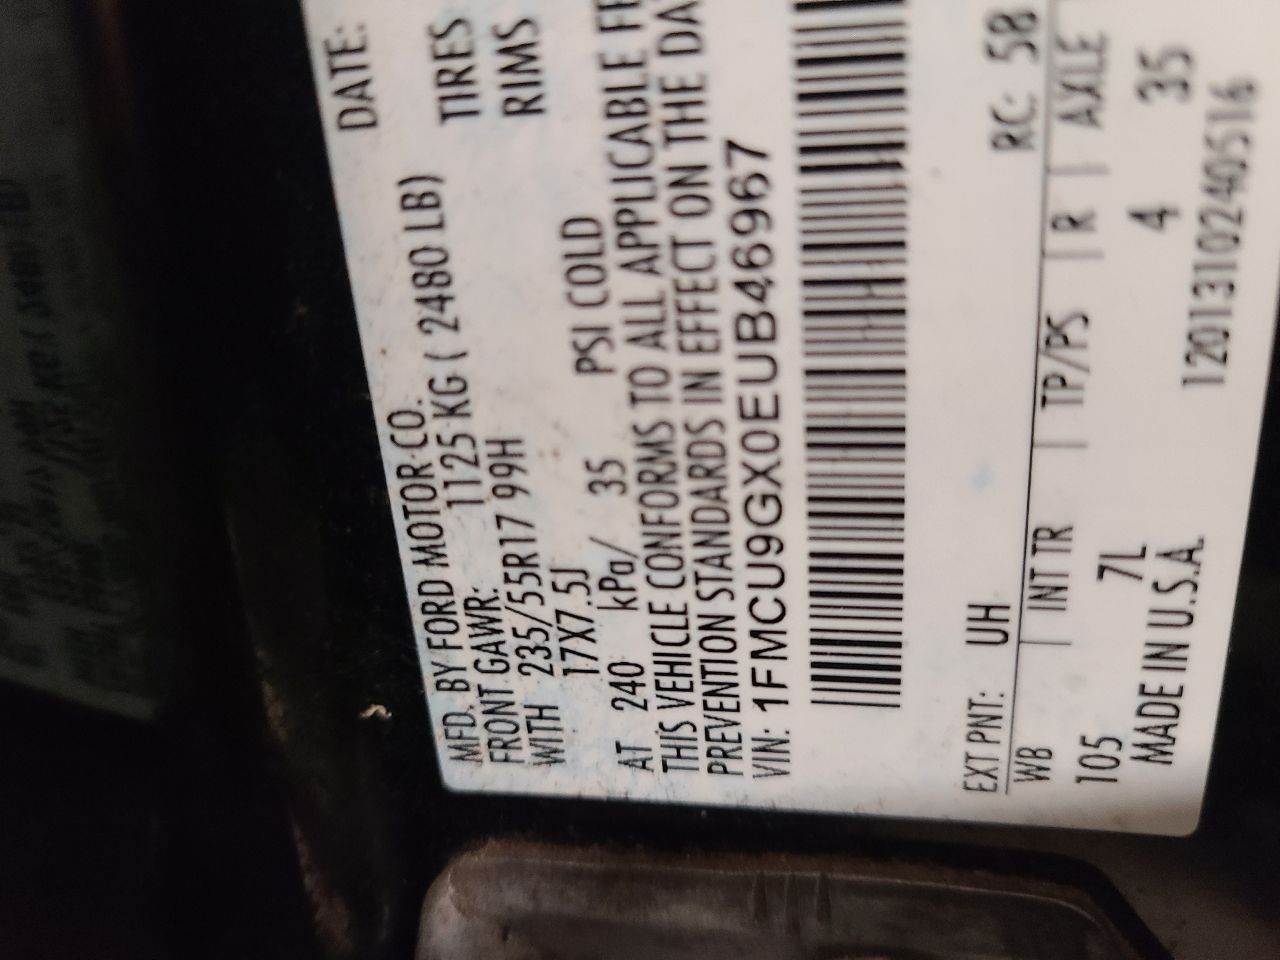 DATE:
MFD. BY FORD MOTOR CO.
FRONT GAWR: 1125 KG ( 2480 LB) TIRES
WITH 235/55R17 99H RIMS
17X7.5J
AT 240 kPa/ 35 PSI COLD
THIS VEHICLE CONFORMS TO ALL APPLICABLE
PREVENTION STANDARDS IN EFFECT ON THE
VIN: 1FMCU9GX0EUB46967
EXT PNT: UH RC: 58
WB | INT TR | TP/PS | R | AXLE
105 7L 4 35
MADE IN U.S.A. 1201310240516